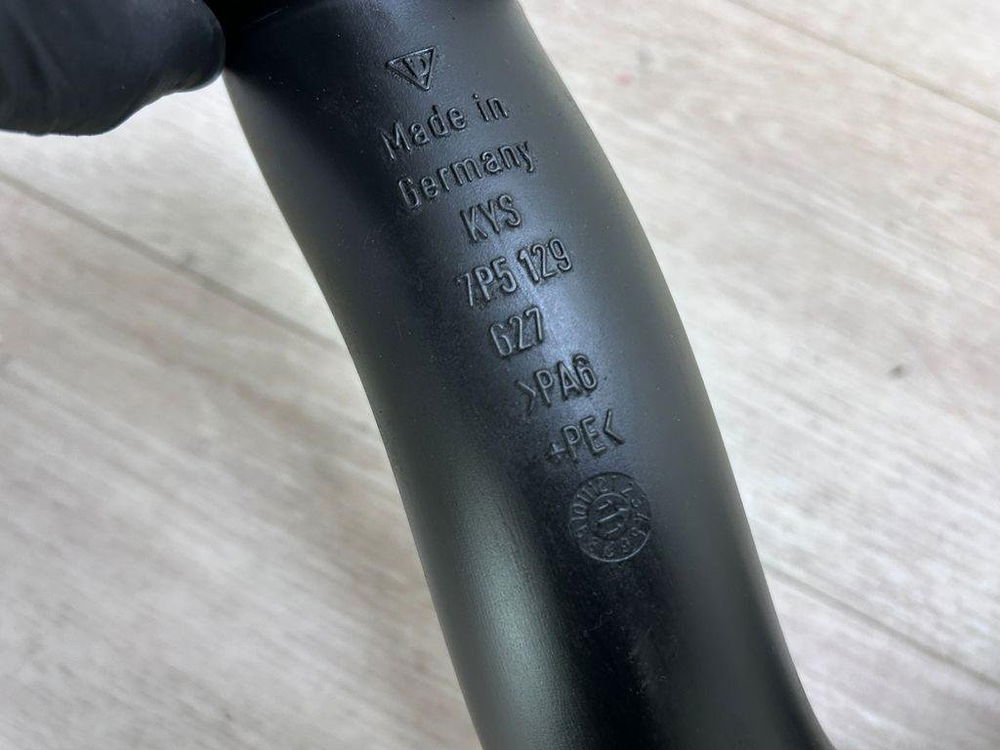 Made in
Germany
KYS
7P5 129
627
>PA6
+PE<